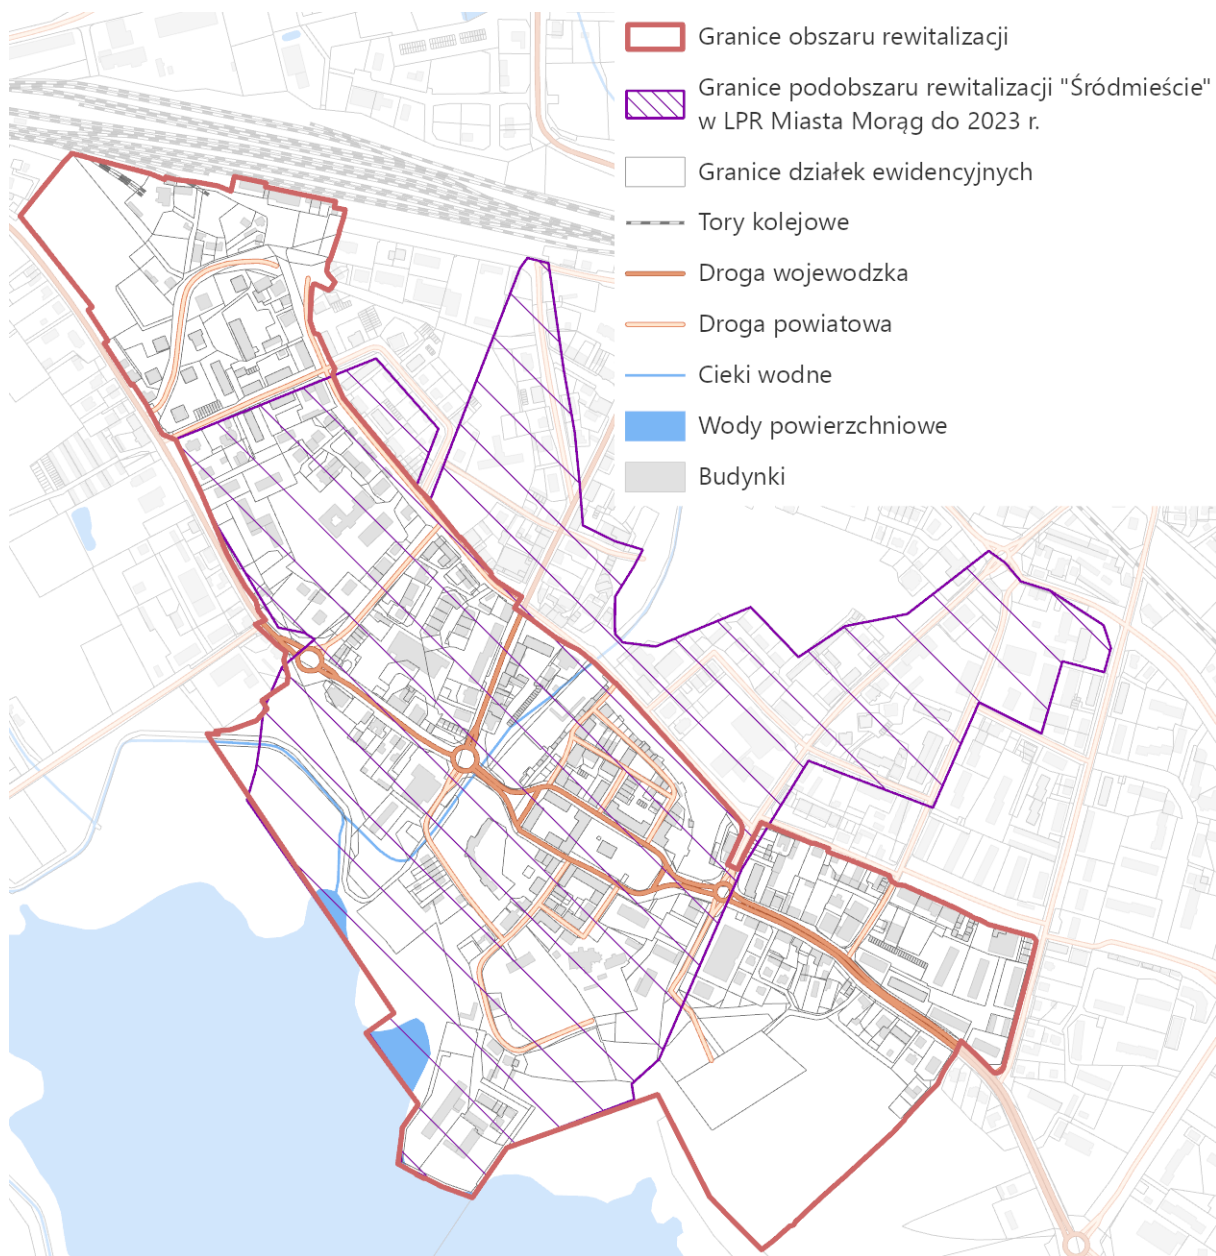 Granice obszaru rewitalizacji
Granice podobszaru rewitalizacji "Śródmieście"
w LPR Miasta Morąg do 2023 r.
Granice działek ewidencyjnych
Tory kolejowe
Droga wojewodzka
Droga powiatowa
Cieki wodne
Wody powierzchniowe
Budynki